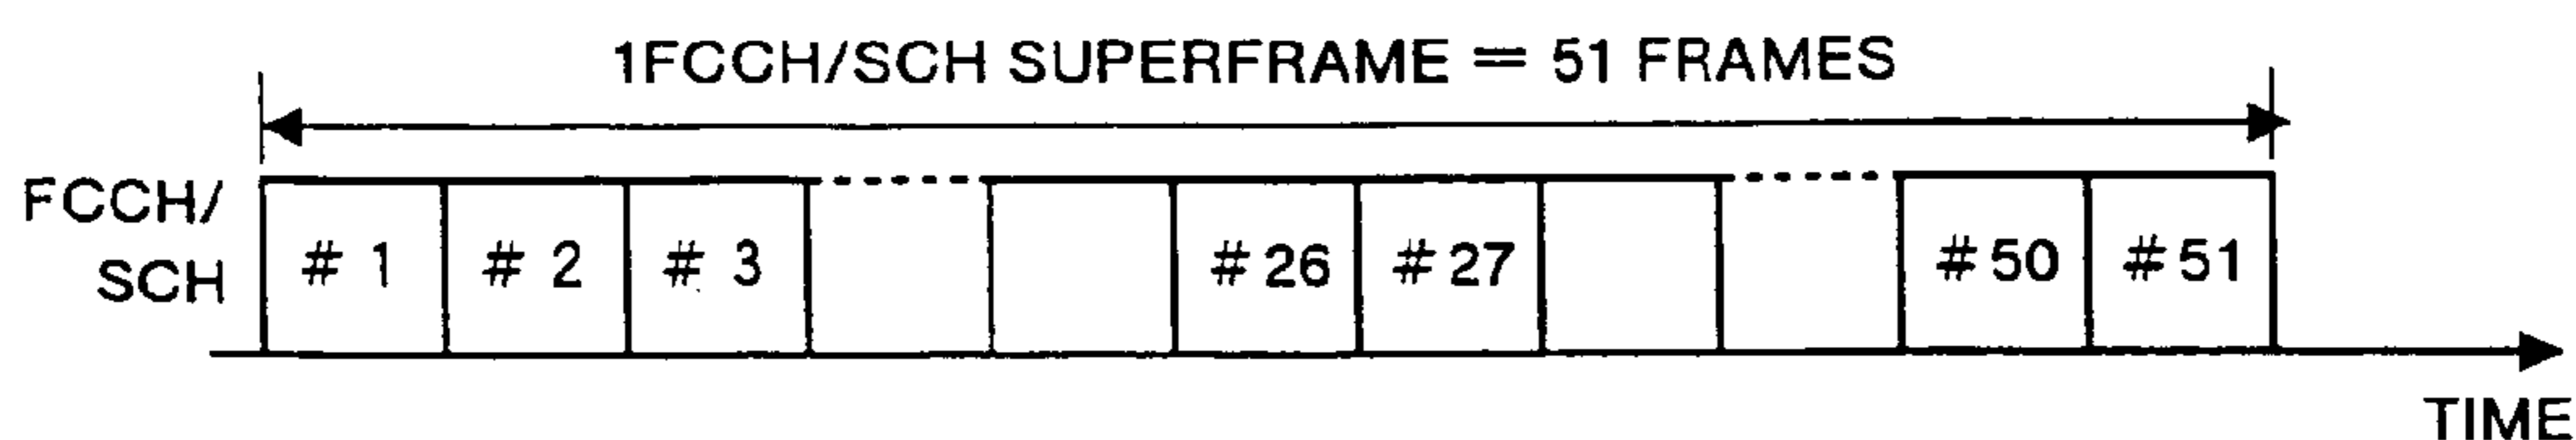 1FCCH/SCH SUPERFRAME = 51 FRAMES
FCCH/
SCH
# 1 # 2 # 3 # 26 # 27 # 50 # 51
TIME